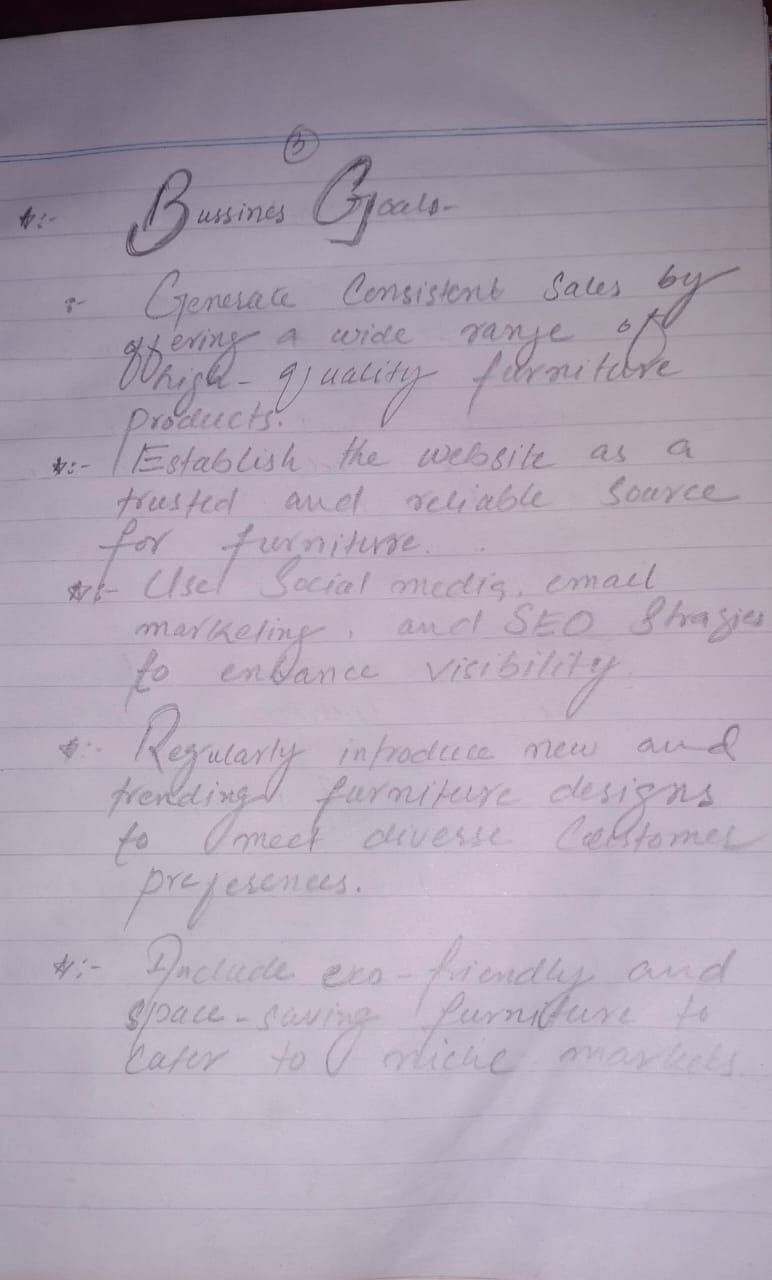 3
*:- Bussines Goals-
:- Generate Consistent Sales by
offering a wide range of
high-quality furniture
products.
*:- Establish the website as a
trusted and reliable source
for furniture.
*:- Use Social media, email
marketing, and SEO Stragies
to enhance visibility.
*:- Regularly introduce new and
trending furniture designs
to meet diverse Customer
preferences.
*:- Include exo-friendly and
space-saving furniture to
cater to niche markets